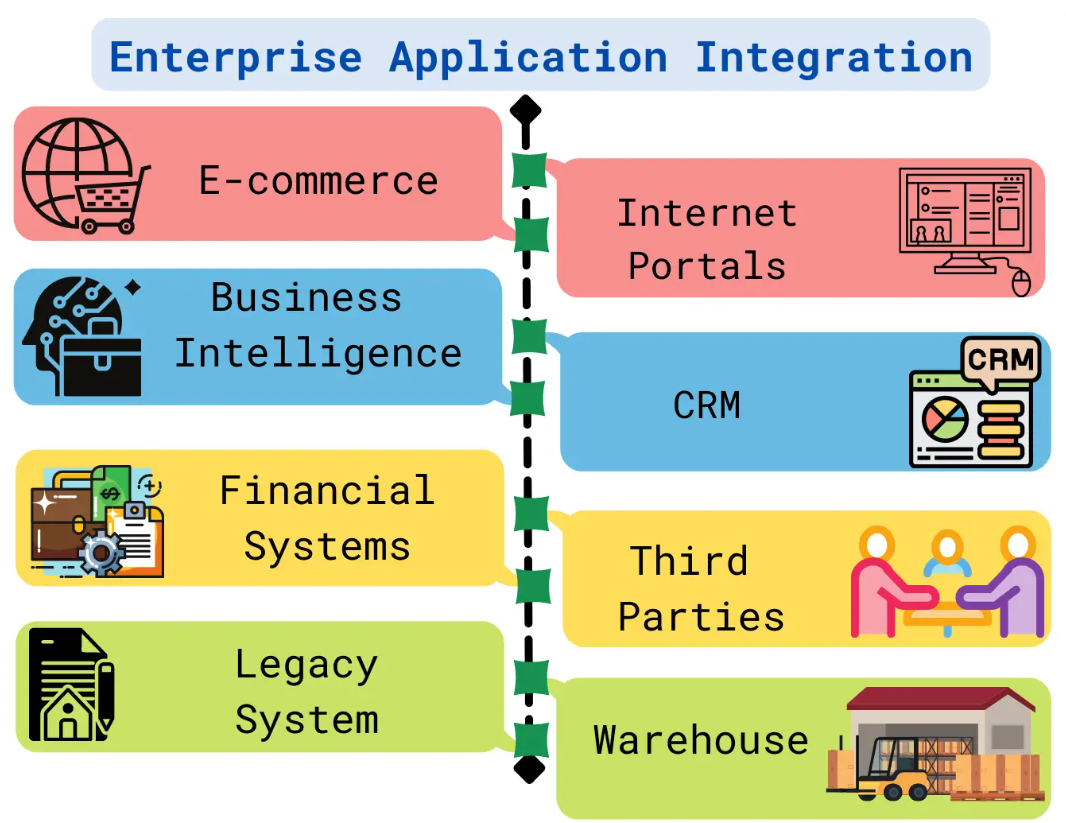 Enterprise Application Integration
E-commerce
Internet
Portals
Business
Intelligence
CRM
CRM
Financial
Systems
Third
Parties
Legacy
System
Warehouse